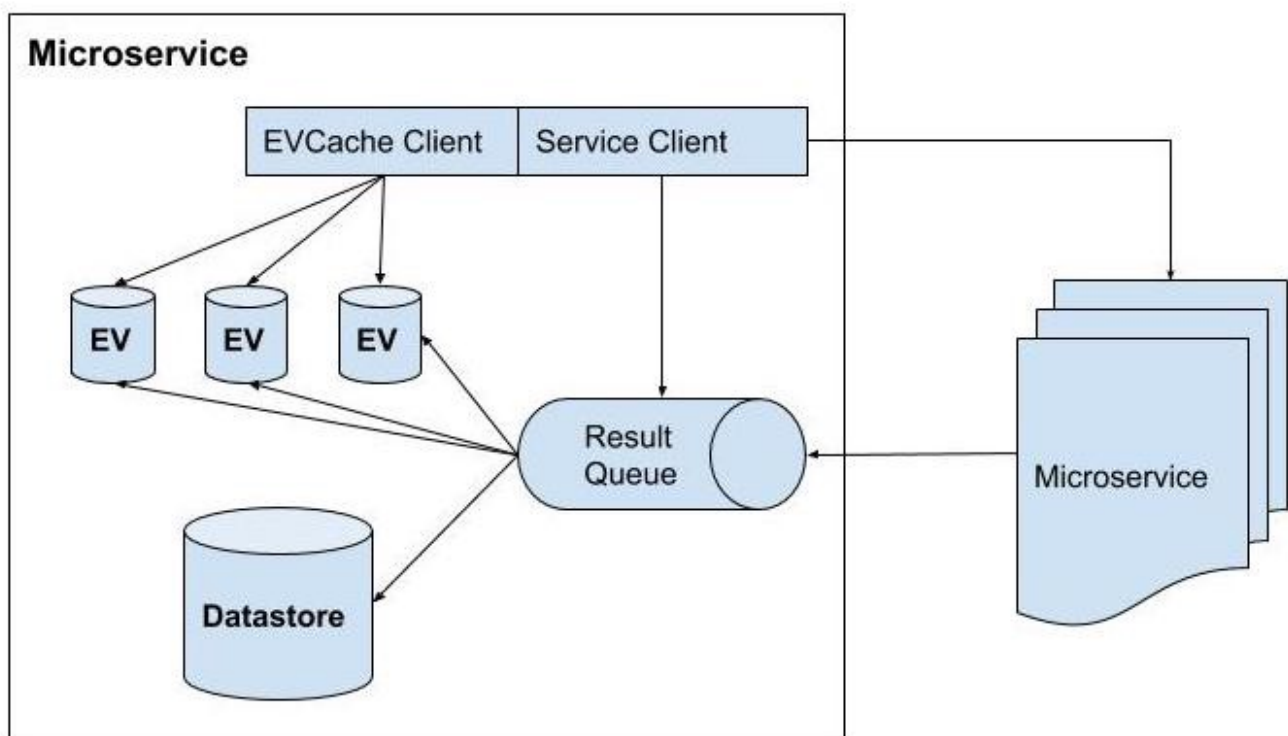 Microservice
EVCache Client
Service Client
EV
EV
EV
Result
Queue
Microservice
Datastore